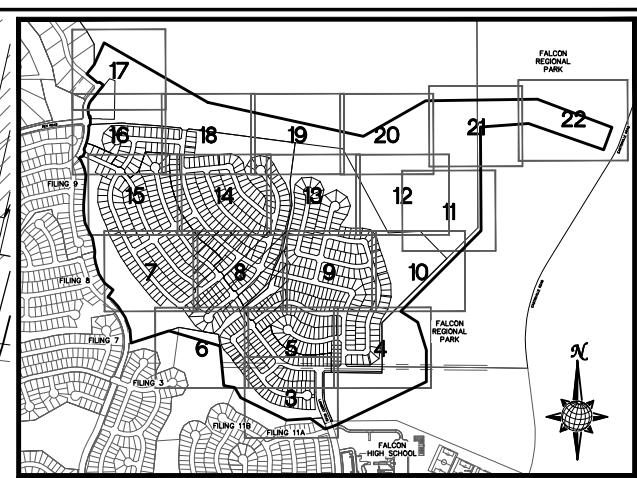 FALCON
REGIONAL
PARK
17
16
18
19
20
21
22
FILING 9
15
14
13
12
11
FILING 8
7
8
9
10
FILING 7
6
5
4
FALCON
REGIONAL
PARK
N
FILING 3
3
FILING 11B
FILING 11A
FALCON
HIGH SCHOOL